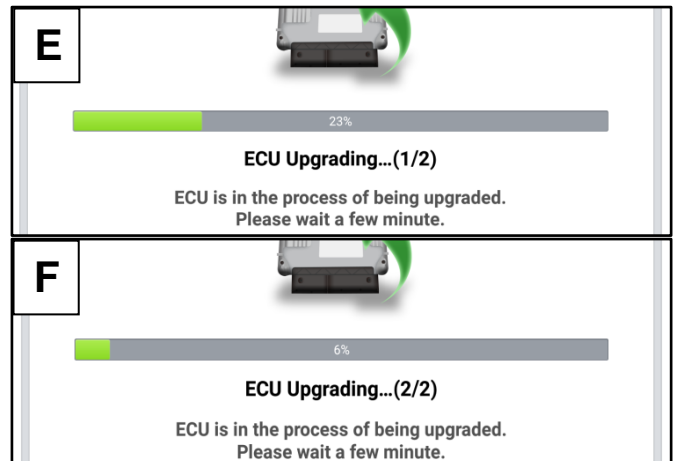 E
23%
ECU Upgrading...(1/2)
ECU is in the process of being upgraded.
Please wait a few minute.
F
6%
ECU Upgrading...(2/2)
ECU is in the process of being upgraded.
Please wait a few minute.